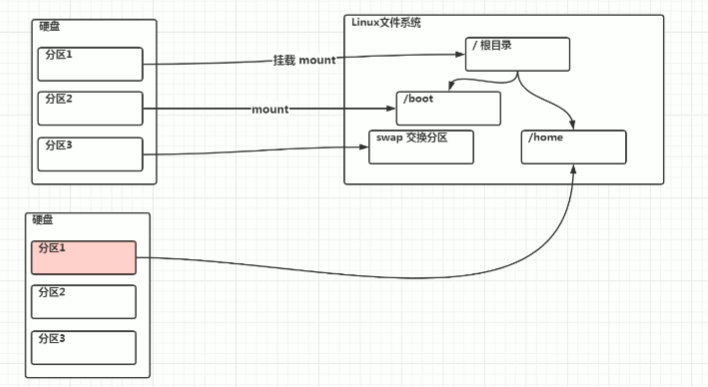 硬盘
分区1
分区2
分区3
挂载 mount
mount
Linux文件系统
/ 根目录
/boot
swap 交换分区
/home
硬盘
分区1
分区2
分区3